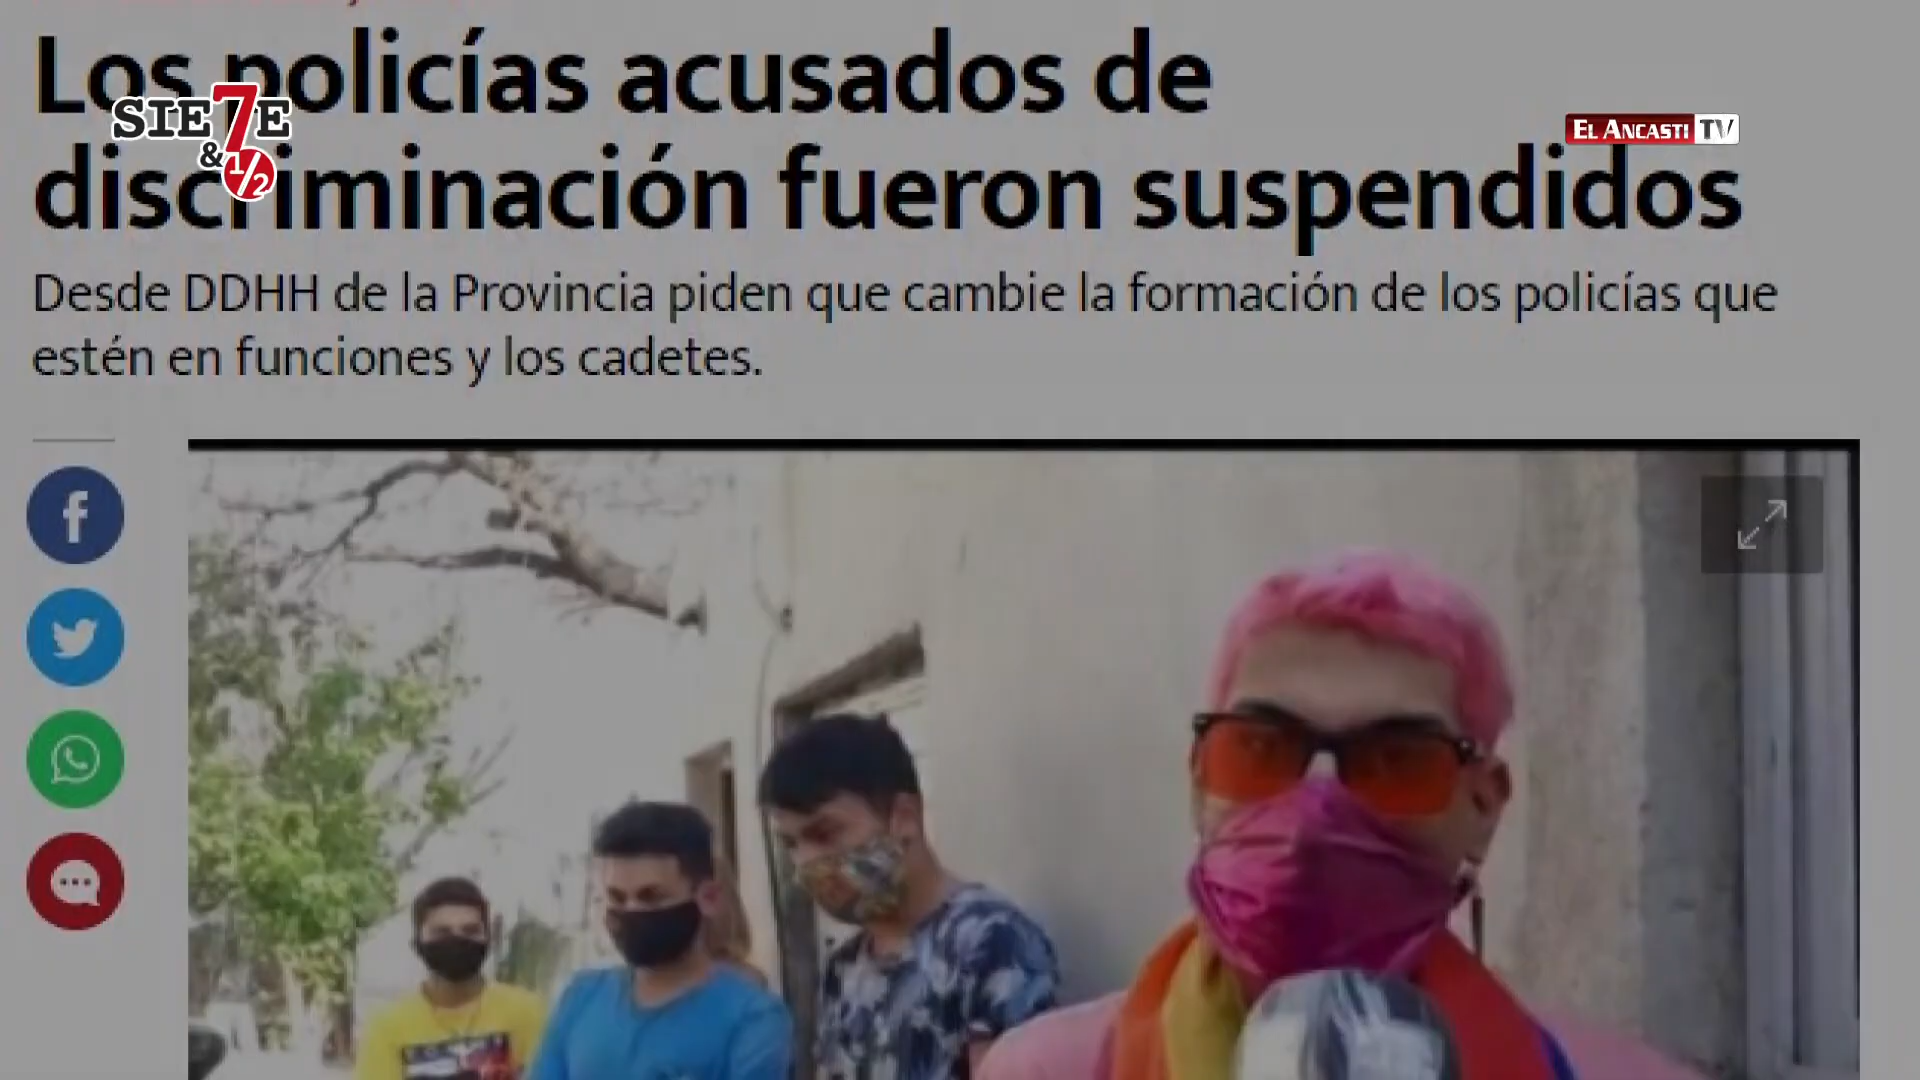 Los policías acusados de
discriminación fueron suspendidos
Desde DDHH de la Provincia piden que cambie la formación de los policías que
estén en funciones y los cadetes.
SIE7E
& 1/2
EL ANCASTI TV